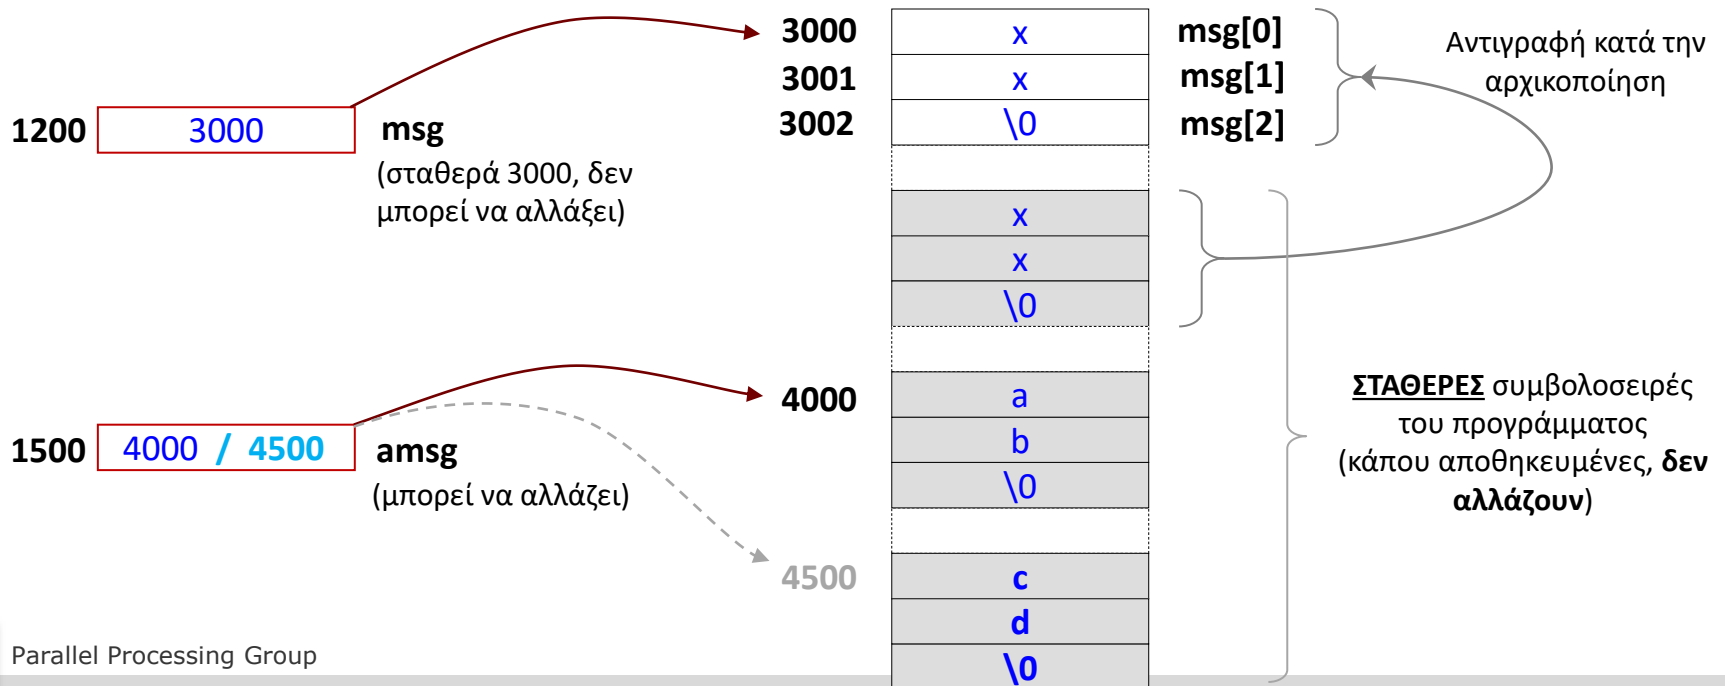 3000 x msg[0]
3001 x msg[1]
3002 \0 msg[2]
Αντιγραφή κατά την
αρχικοποίηση
1200 3000 msg
(σταθερά 3000, δεν
μπορεί να αλλάξει)
x
x
\0
4000 a
b
\0
1500 4000 / 4500 amsg
(μπορεί να αλλάζει)
ΣΤΑΘΕΡΕΣ συμβολοσειρές
του προγράμματος
(κάπου αποθηκευμένες, δεν
αλλάζουν)
4500 c
d
\0
Parallel Processing Group